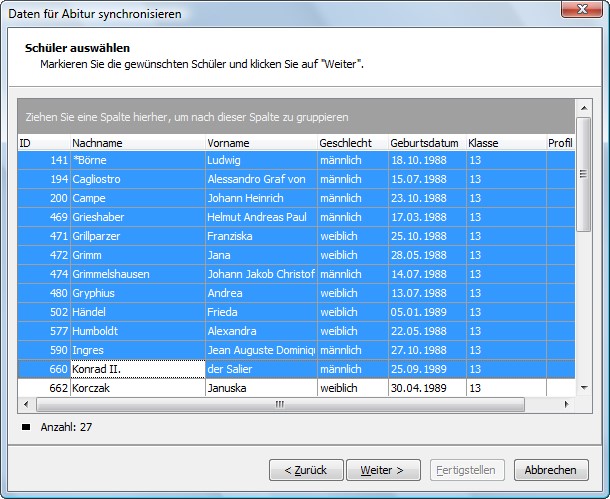 Daten für Abitur synchronisieren
Schüler auswählen
Markieren Sie die gewünschten Schüler und klicken Sie auf "Weiter".
Ziehen Sie eine Spalte hierher, um nach dieser Spalte zu gruppieren
ID Nachname Vorname Geschlecht Geburtsdatum Klasse Profil
141 *Börne Ludwig männlich 18.10.1988 13
194 Cagliostro Alessandro Graf von männlich 15.07.1988 13
200 Campe Johann Heinrich männlich 23.10.1988 13
469 Grieshaber Helmut Andreas Paul männlich 17.03.1988 13
471 Grillparzer Franziska weiblich 25.10.1988 13
472 Grimm Jana weiblich 28.05.1988 13
474 Grimmelshausen Johann Jakob Christof männlich 14.07.1988 13
480 Gryphius Andrea weiblich 13.07.1988 13
502 Händel Frieda weiblich 05.01.1989 13
577 Humboldt Alexandra weiblich 22.05.1988 13
590 Ingres Jean Auguste Dominiqu männlich 27.10.1988 13
660 Konrad II. der Salier männlich 25.09.1989 13
662 Korczak Januska weiblich 30.04.1989 13
Anzahl: 27
< Zurück Weiter > Fertigstellen Abbrechen